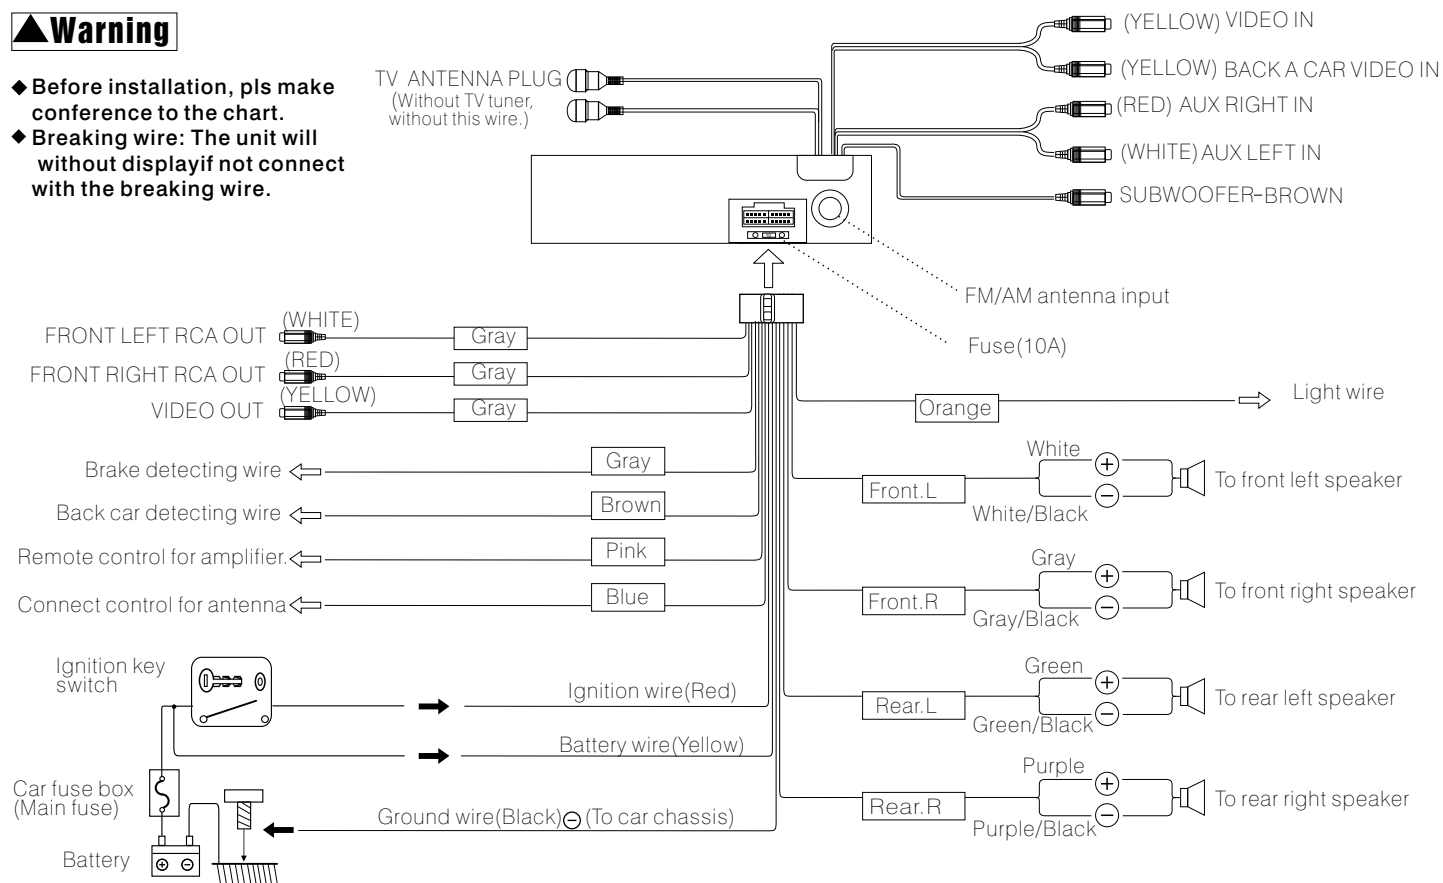 Warning
◆ Before installation, pls make
conference to the chart.
◆ Breaking wire: The unit will
without displayif not connect
with the breaking wire.
TV ANTENNA PLUG
(Without TV tuner,
without this wire.)
(YELLOW) VIDEO IN
(YELLOW) BACK A CAR VIDEO IN
(RED) AUX RIGHT IN
(WHITE) AUX LEFT IN
SUBWOOFER-BROWN
FM/AM antenna input
Fuse(10A)
FRONT LEFT RCA OUT
(WHITE)
Gray
FRONT RIGHT RCA OUT
(RED)
Gray
VIDEO OUT
(YELLOW)
Gray
Orange
Light wire
Brake detecting wire
Gray
Back car detecting wire
Brown
Remote control for amplifier.
Pink
Connect control for antenna
Blue
Front.L
White
White/Black
To front left speaker
Front.R
Gray
Gray/Black
To front right speaker
Rear.L
Green
Green/Black
To rear left speaker
Rear.R
Purple
Purple/Black
To rear right speaker
Ignition key
switch
Ignition wire(Red)
Battery wire(Yellow)
Car fuse box
(Main fuse)
Ground wire(Black) ⊖ (To car chassis)
Battery